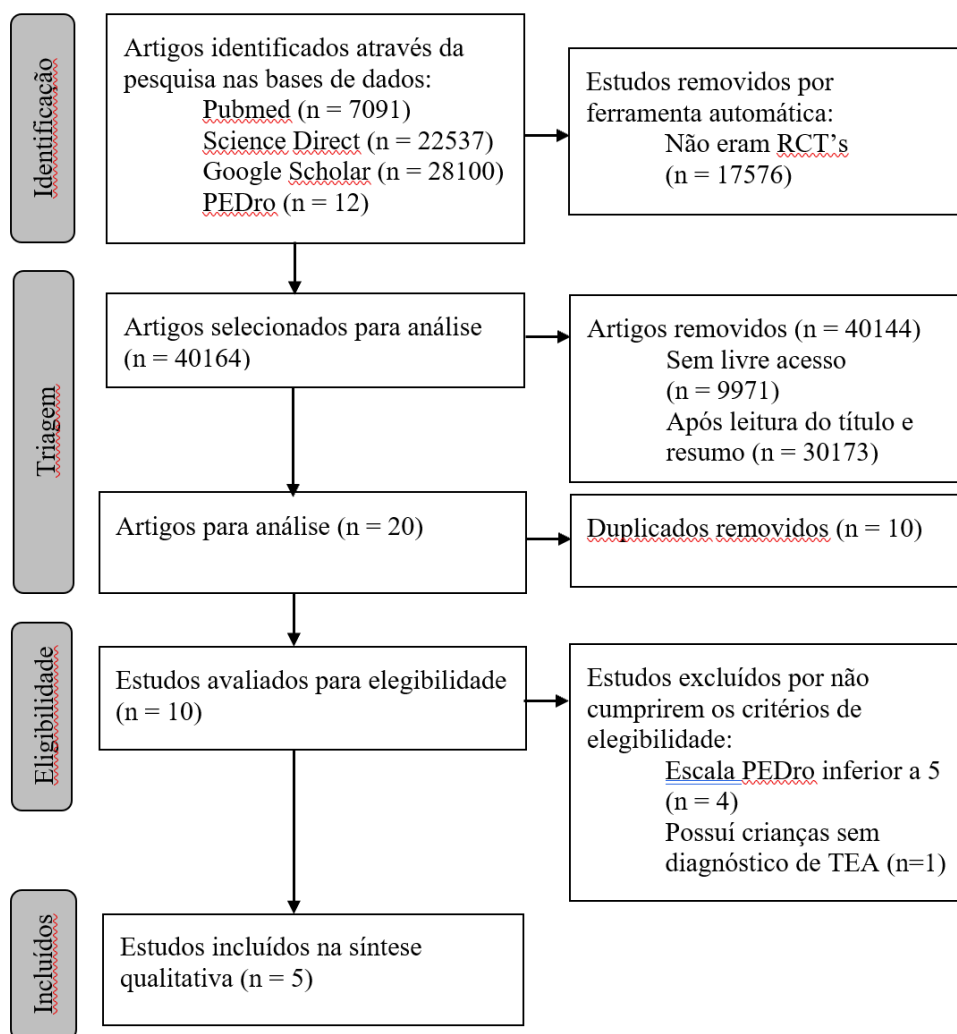 Identificação
Artigos identificados através da
pesquisa nas bases de dados:
Pubmed (n = 7091)
Science Direct (n = 22537)
Google Scholar (n = 28100)
PEDro (n = 12)
Estudos removidos por
ferramenta automática:
Não eram RCT’s
(n = 17576)
Triagem
Artigos selecionados para análise
(n = 40164)
Artigos removidos (n = 40144)
Sem livre acesso
(n = 9971)
Após leitura do título e
resumo (n = 30173)
Artigos para análise (n = 20)
Duplicados removidos (n = 10)
Eligibilidade
Estudos avaliados para elegibilidade
(n = 10)
Estudos excluídos por não
cumprirem os critérios de
elegibilidade:
Escala PEDro inferior a 5
(n = 4)
Possuí crianças sem
diagnóstico de TEA (n=1)
Incluídos
Estudos incluídos na síntese
qualitativa (n = 5)